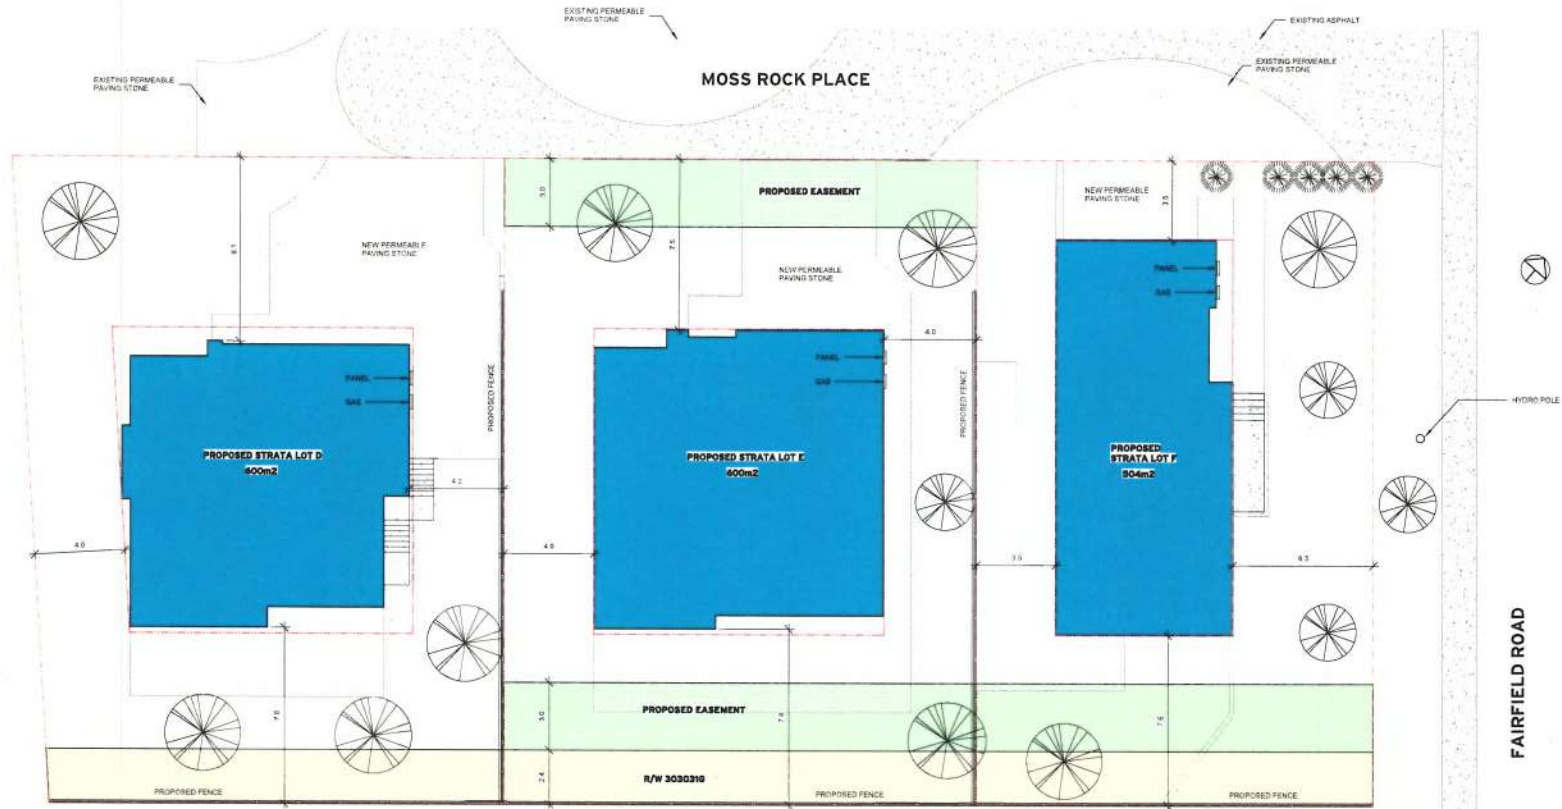 EXISTING PERMEABLE
PAVING STONE
EXISTING ASPHALT
EXISTING PERMEABLE
PAVING STONE
EXISTING PERMEABLE
PAVING STONE
MOSS ROCK PLACE
3.0
PROPOSED EASEMENT
NEW PERMEABLE
PAVING STONE
3.5
NEW PERMEABLE
PAVING STONE
7.5
NEW PERMEABLE
PAVING STONE
PANEL
GAS
4.0
PANEL
GAS
PANEL
GAS
PROPOSED FENCE
PROPOSED FENCE
HYDRO POLE
PROPOSED STRATA LOT D
600m2
PROPOSED STRATA LOT E
600m2
PROPOSED
STRATA LOT F
504m2
4.2
4.0
4.9
3.5
6.3
FAIRFIELD ROAD
3.0
PROPOSED EASEMENT
7.6
2.4
R/W 3030310
PROPOSED FENCE
PROPOSED FENCE
PROPOSED FENCE